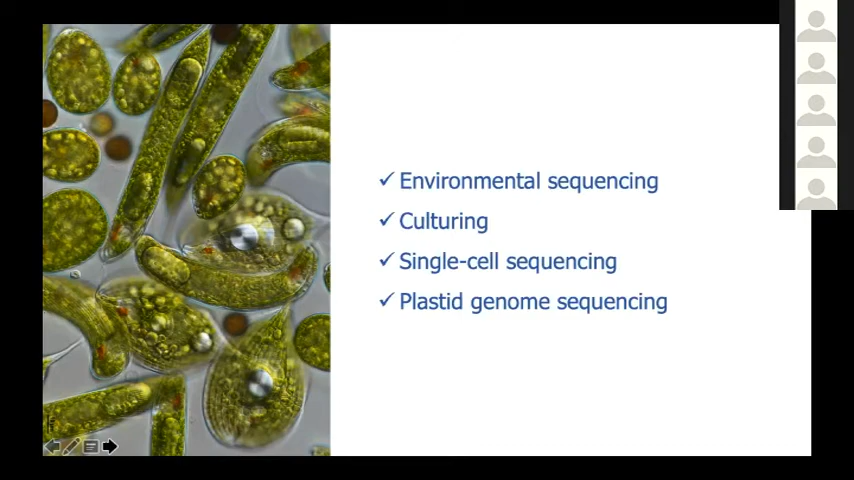 ✓ Environmental sequencing
✓ Culturing
✓ Single-cell sequencing
✓ Plastid genome sequencing